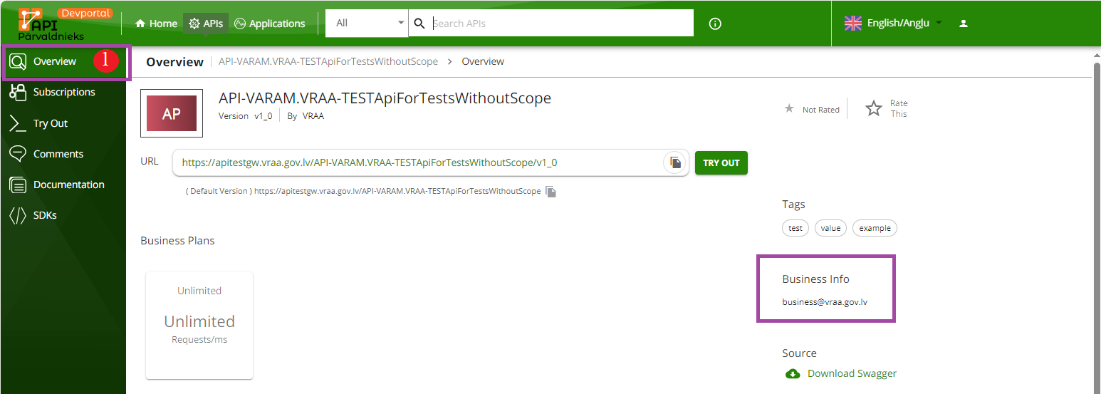 Devportal
API
Pārvaldnieks
Home
APIs
Applications
All
Search APIs
English/Anglu
Overview
1
Subscriptions
Try Out
Comments
Documentation
SDKs
Overview
API-VARAM.VRAA-TESTApiForTestsWithoutScope > Overview
AP
API-VARAM.VRAA-TESTApiForTestsWithoutScope
Version v1_0 | By VRAA
Not Rated
Rate This
URL
https://apitestgw.vraa.gov.lv/API-VARAM.VRAA-TESTApiForTestsWithoutScope/v1_0
TRY OUT
( Default Version ) https://apitestgw.vraa.gov.lv/API-VARAM.VRAA-TESTApiForTestsWithoutScope
Tags
test value example
Business Plans
Unlimited
Unlimited
Requests/ms
Business Info
business@vraa.gov.lv
Source
Download Swagger